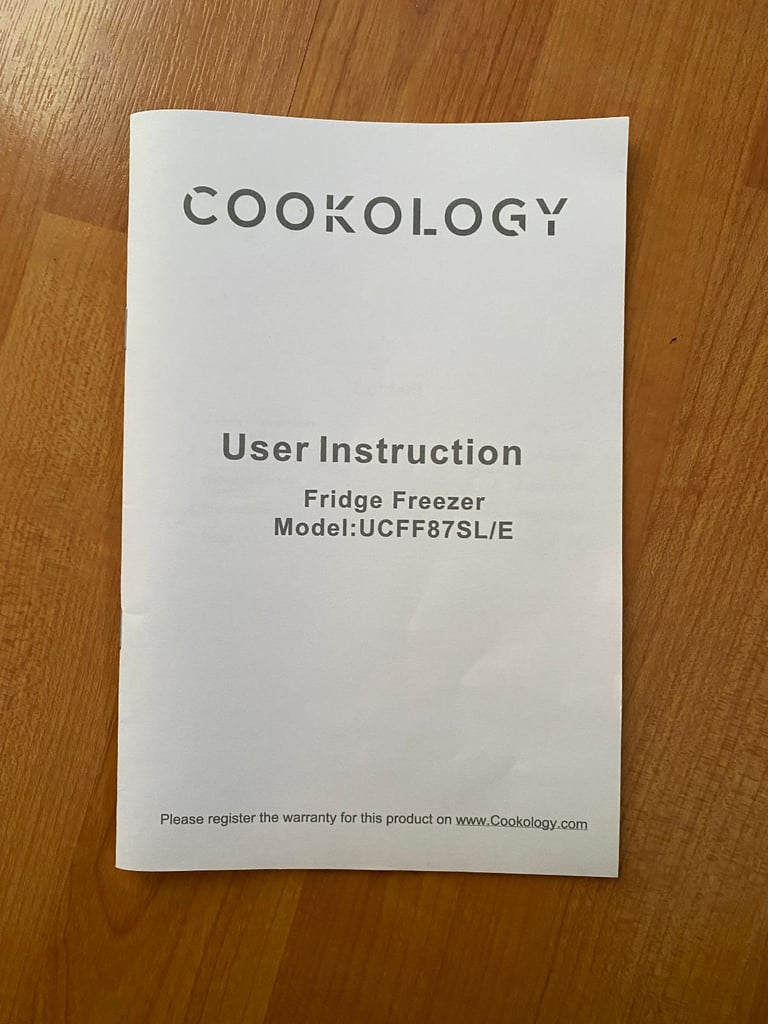 COOKOLOGY
User Instruction
Fridge Freezer
Model:UCFF87SL/E
Please register the warranty for this product on www.Cookology.com